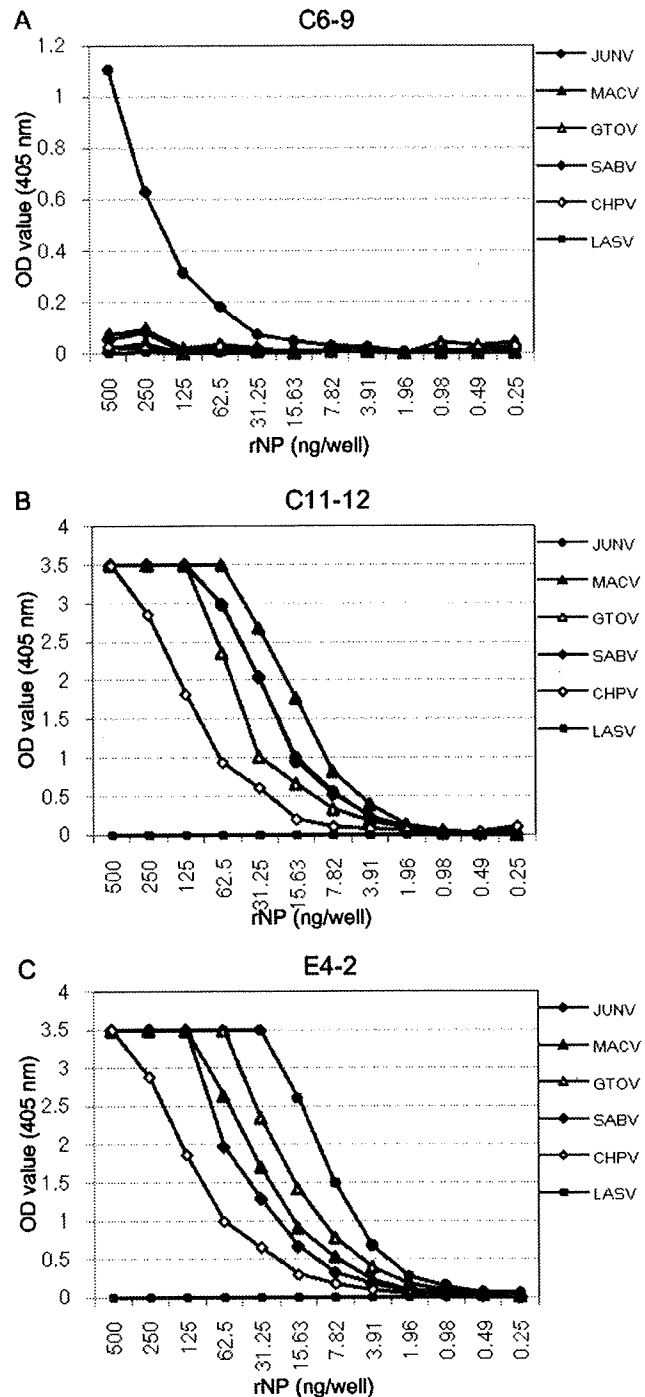 A
C6-9
OD value (405 nm)
1.2
1
0.8
0.6
0.4
0.2
0
500
250
125
62.5
31.25
15.63
7.82
3.91
1.96
0.98
0.49
0.25
rNP (ng/well)
JUNV
MACV
GTOV
SABV
CHPV
LASV
B
C11-12
OD value (405 nm)
4
3.5
3
2.5
2
1.5
1
0.5
0
500
250
125
62.5
31.25
15.63
7.82
3.91
1.96
0.98
0.49
0.25
rNP (ng/well)
JUNV
MACV
GTOV
SABV
CHPV
LASV
C
E4-2
OD value (405 nm)
4
3.5
3
2.5
2
1.5
1
0.5
0
500
250
125
62.5
31.25
15.63
7.82
3.91
1.96
0.98
0.49
0.25
rNP (ng/well)
JUNV
MACV
GTOV
SABV
CHPV
LASV